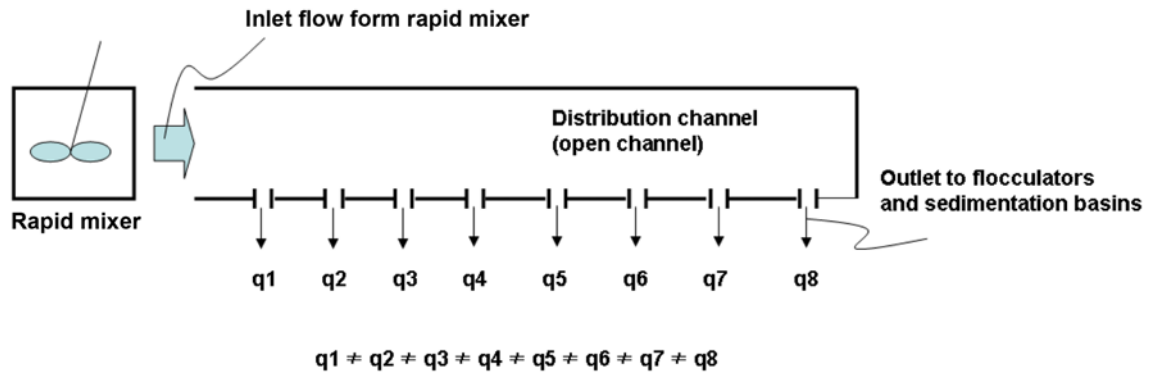 Inlet flow form rapid mixer
Distribution channel
(open channel)
Outlet to flocculators
and sedimentation basins
Rapid mixer
q1 q2 q3 q4 q5 q6 q7 q8
q1 ≠ q2 ≠ q3 ≠ q4 ≠ q5 ≠ q6 ≠ q7 ≠ q8